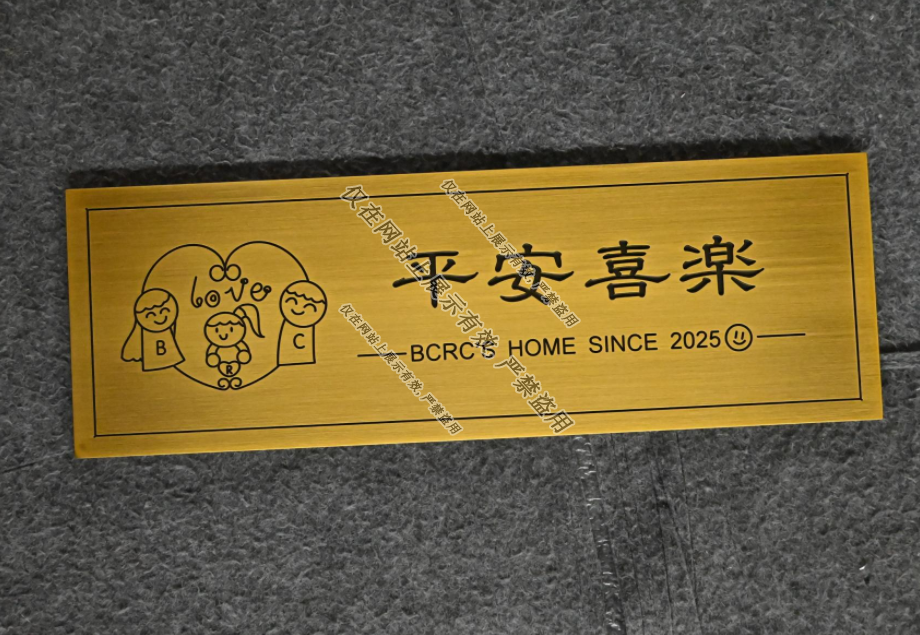 love
B
C
R
平安喜楽
BCRC'S HOME SINCE 2025
仅在网站上展示有效,严禁盗用
仅在网站上展示有效 严禁盗用
仅在网站上展示有效,严禁盗用